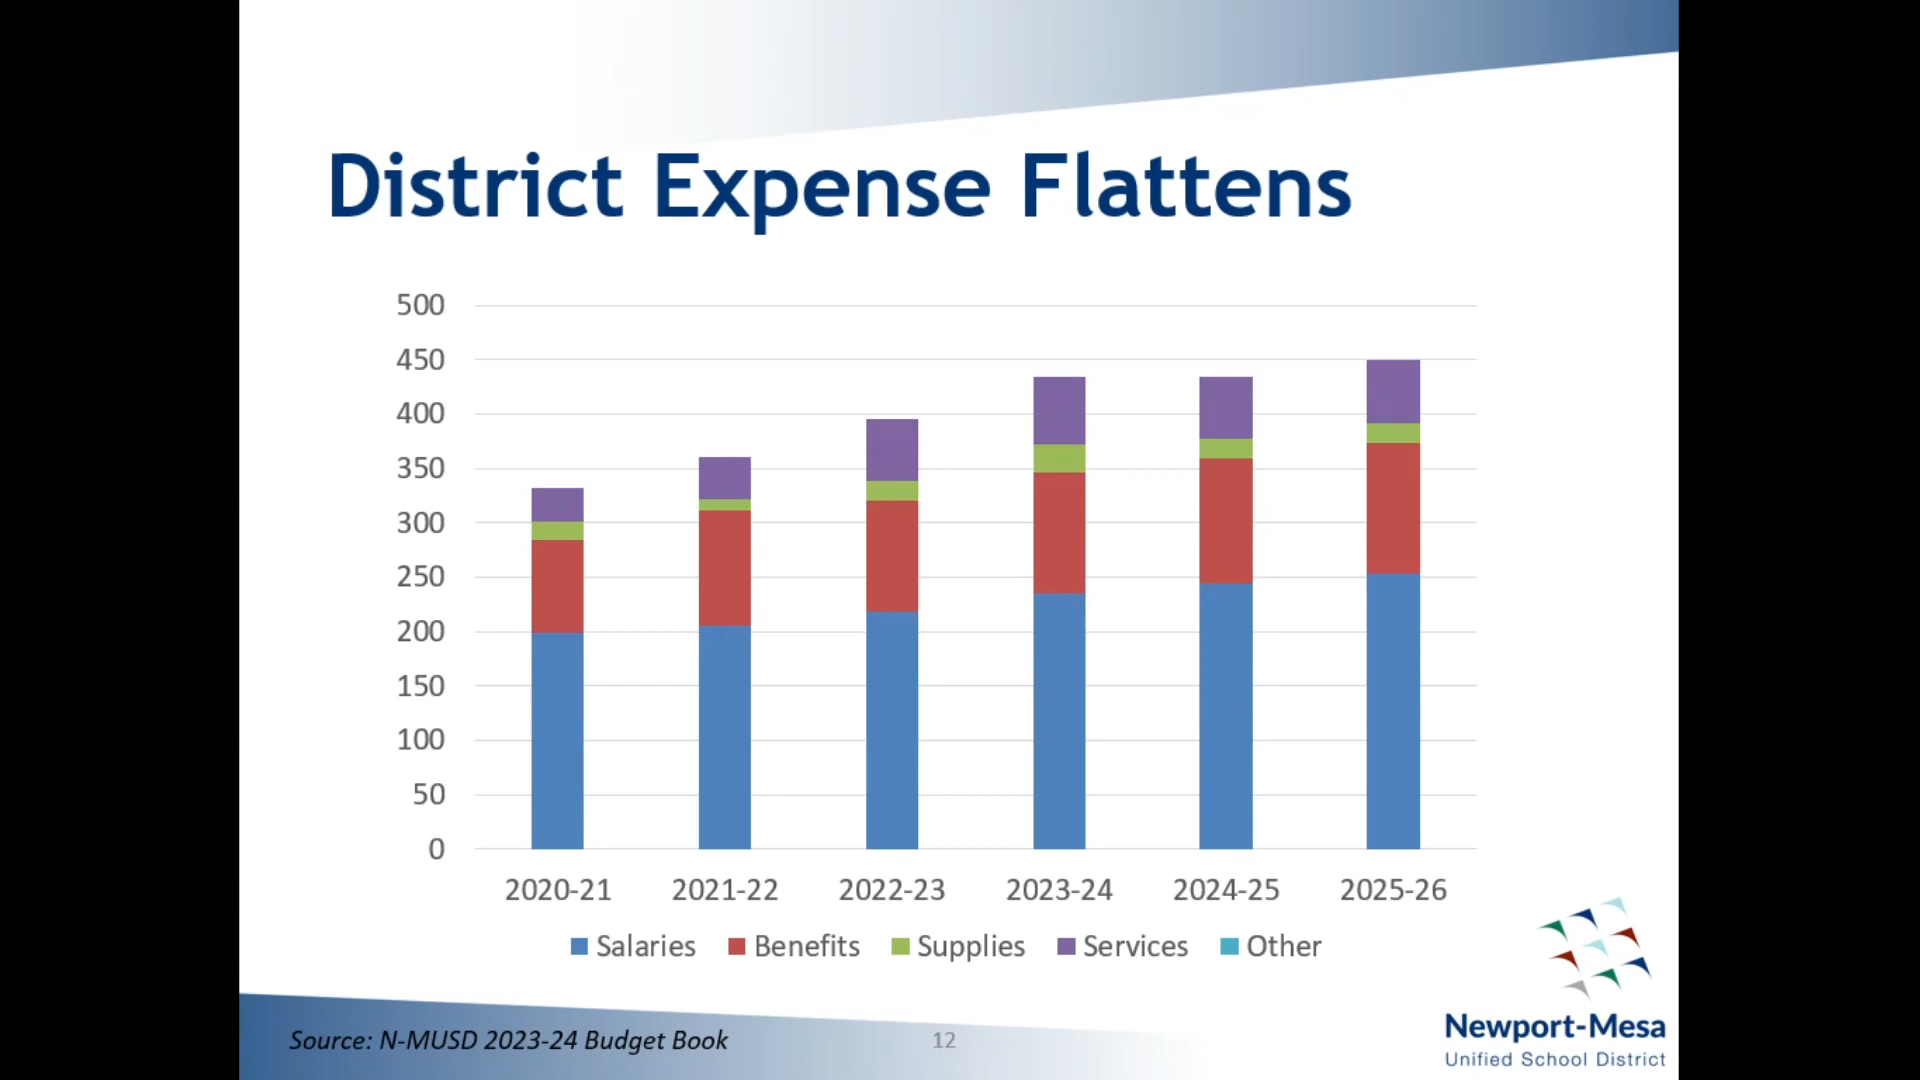 District Expense Flattens
500
450
400
350
300
250
200
150
100
50
0
2020-21 2021-22 2022-23 2023-24 2024-25 2025-26
Salaries Benefits Supplies Services Other
Source: N-MUSD 2023-24 Budget Book
12
Newport-Mesa
Unified School District